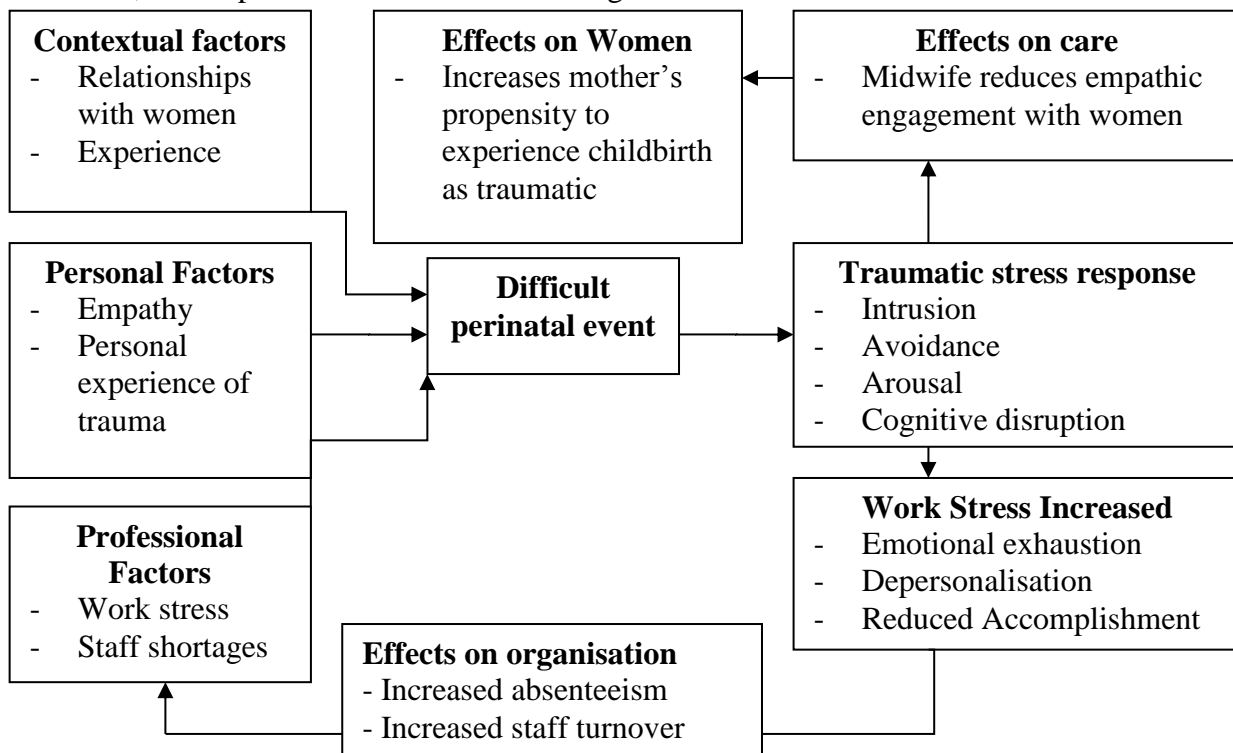 Contextual factors
- Relationships
with women
- Experience
Effects on Women
- Increases mother's
propensity to
experience childbirth
as traumatic
Effects on care
- Midwife reduces empathic
engagement with women
Personal Factors
- Empathy
- Personal
experience of
trauma
Difficult
perinatal event
Traumatic stress response
- Intrusion
- Avoidance
- Arousal
- Cognitive disruption
Professional
Factors
- Work stress
- Staff shortages
Work Stress Increased
- Emotional exhaustion
- Depersonalisation
- Reduced Accomplishment
Effects on organisation
- Increased absenteeism
- Increased staff turnover